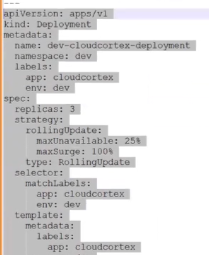 ---
apiVersion: apps/v1
kind: Deployment
metadata:
  name: dev-cloudcortex-deployment
  namespace: dev
  labels:
    app: cloudcortex
    env: dev
spec:
  replicas: 3
  strategy:
    rollingUpdate:
      maxUnavailable: 25%
      maxSurge: 100%
    type: RollingUpdate
  selector:
    matchLabels:
      app: cloudcortex
      env: dev
  template:
    metadata:
      labels:
        app: cloudcortex